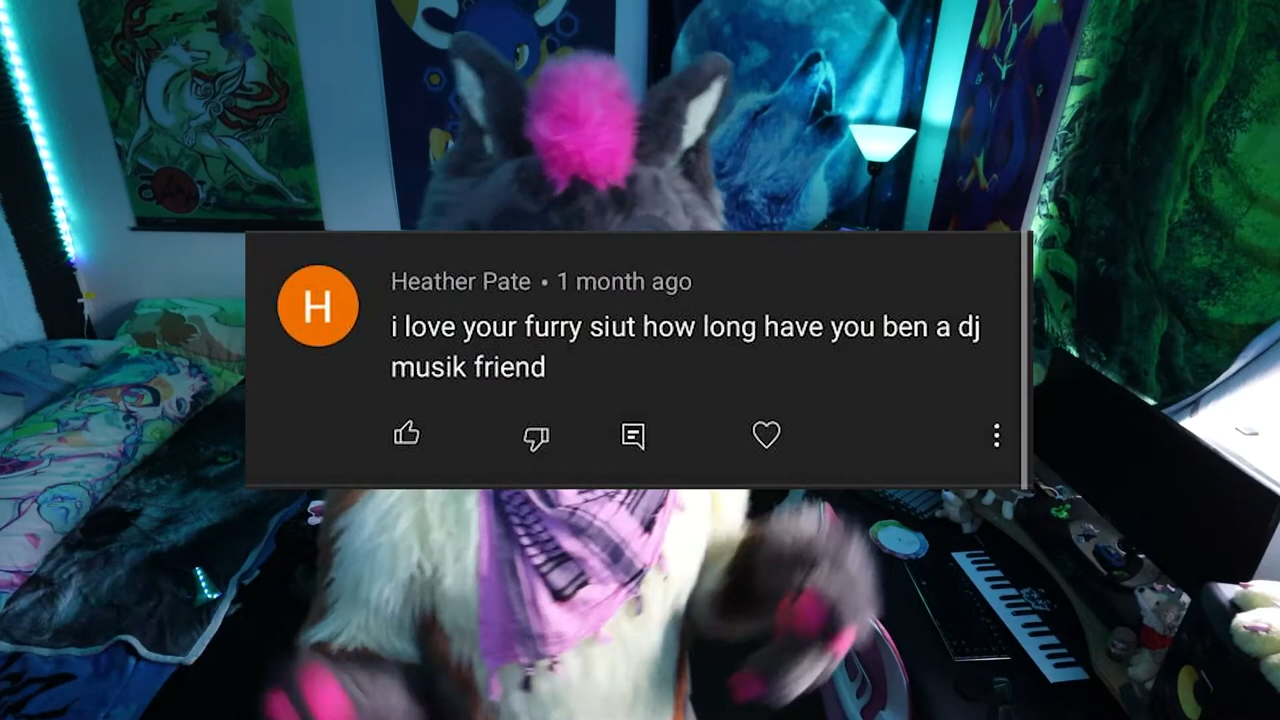 Heather Pate • 1 month ago
i love your furry siut how long have you ben a dj
musik friend
H